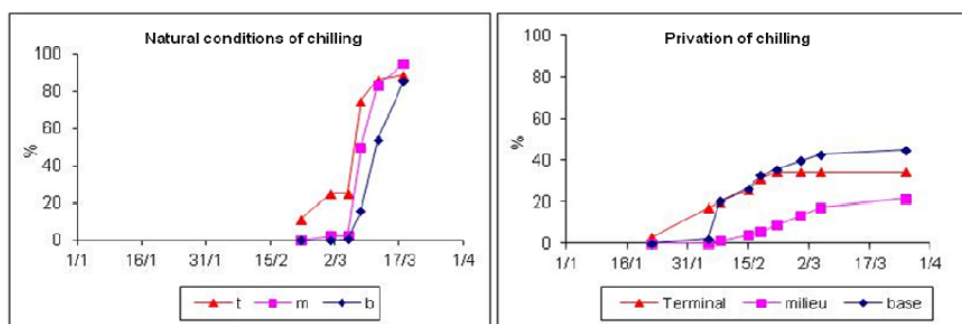 Natural conditions of chilling
100
80
60
40
20
0
%
1/1 16/1 31/1 15/2 2/3 17/3 1/4
t m b
Privation of chilling
100
80
60
40
20
0
%
1/1 16/1 31/1 15/2 2/3 17/3 1/4
Terminal milieu base